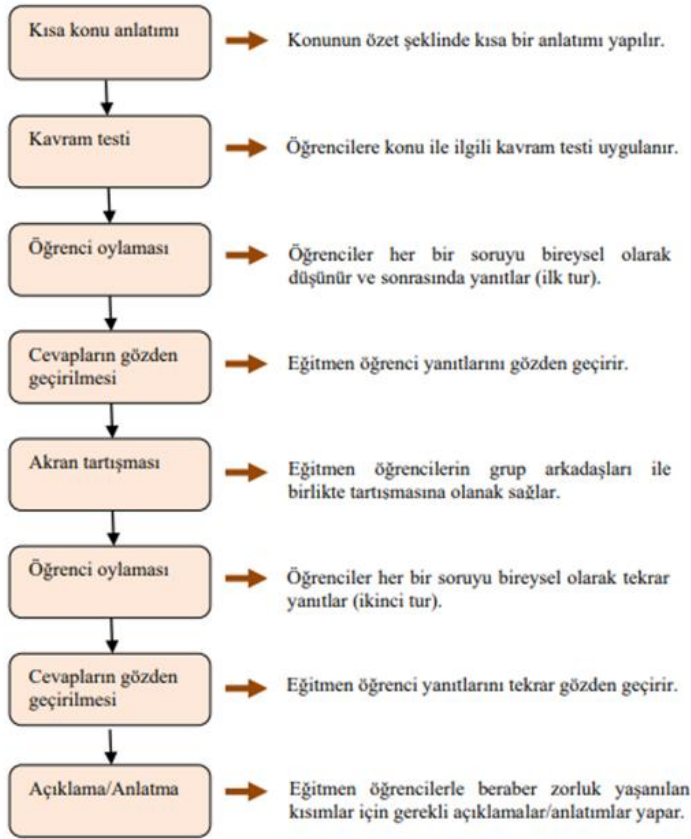 Kısa konu anlatımı
Konunun özet şeklinde kısa bir anlatımı yapılır.
Kavram testi
Öğrencilere konu ile ilgili kavram testi uygulanır.
Öğrenci oylaması
Öğrenciler her bir soruyu bireysel olarak
düşünür ve sonrasında yanıtlar (ilk tur).
Cevapların gözden
geçirilmesi
Eğitmen öğrenci yanıtlarını gözden geçirir.
Akran tartışması
Eğitmen öğrencilerin grup arkadaşları ile
birlikte tartışmasına olanak sağlar.
Öğrenci oylaması
Öğrenciler her bir soruyu bireysel olarak tekrar
yanıtlar (ikinci tur).
Cevapların gözden
geçirilmesi
Eğitmen öğrenci yanıtlarını tekrar gözden geçirir.
Açıklama/Anlatma
Eğitmen öğrencilerle beraber zorluk yaşanılan
kısımlar için gerekli açıklamalar/anlatımlar yapar.